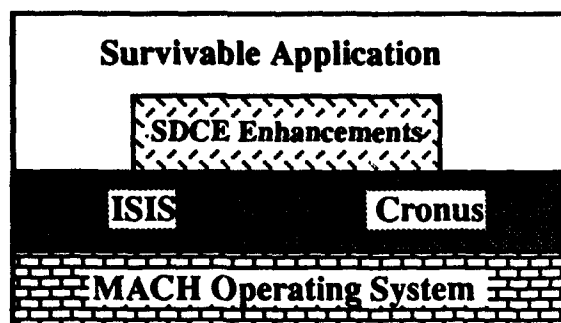 Survivable Application
SDCE Enhancements
ISIS Cronus
MACH Operating System